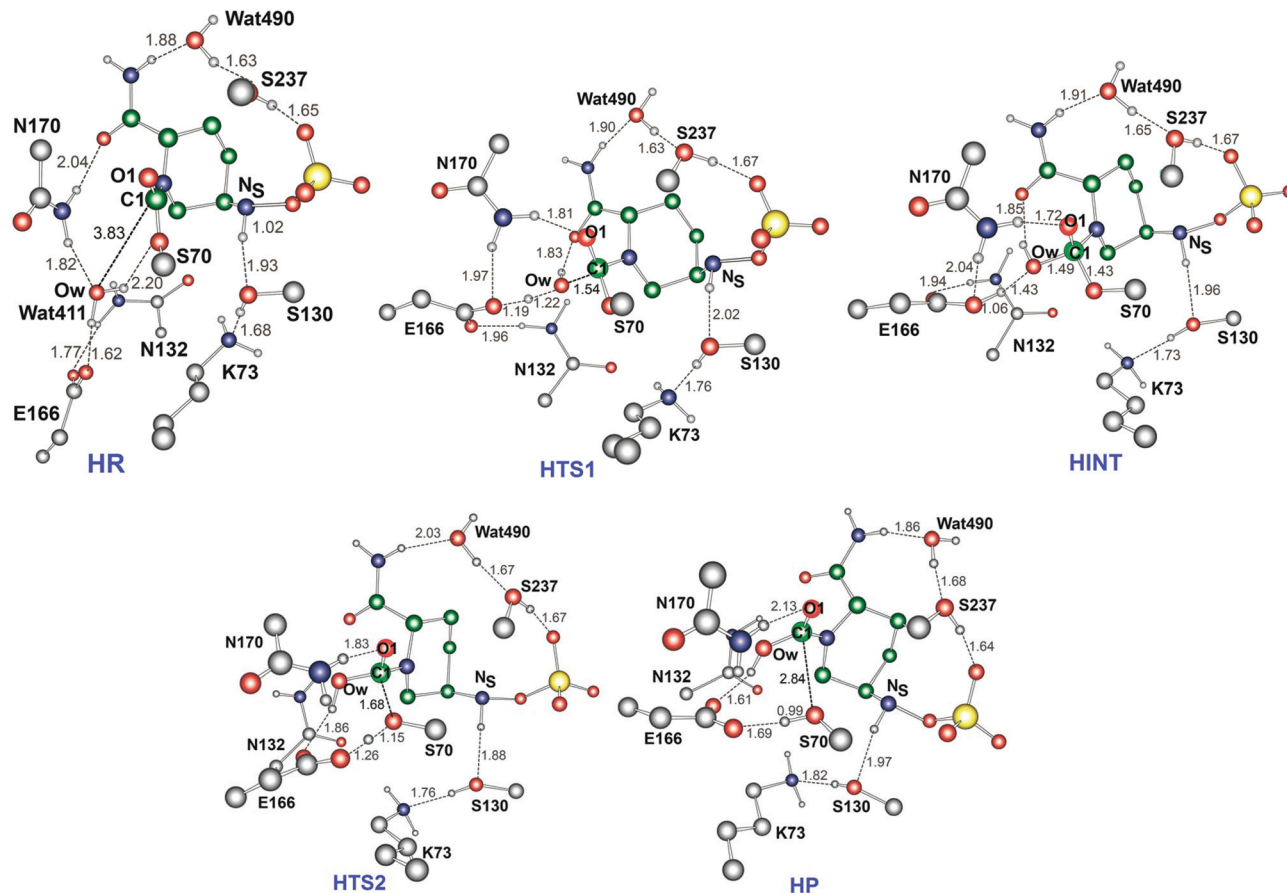 Wat490
1.88
1.63
S237
1.65
N170
2.04
O1
C1
NS
1.02
3.83
S70
1.82
2.20
1.93
Ow
Wat411
S130
1.68
N132
K73
1.77
1.62
E166
HR
Wat490
1.90
S237
1.63
1.67
N170
1.81
O1
1.83
C1
NS
1.97
Ow
1.54
1.22
1.19
S70
E166
2.02
1.96
N132
S130
1.76
K73
HTS1
1.91
Wat490
1.65
S237
1.67
N170
1.85
1.72
O1
Ow
C1
NS
2.04
1.49
1.43
1.94
1.43
1.96
E166
1.06
S70
N132
S130
1.73
K73
HINT
2.03
Wat490
1.67
S237
1.67
N170
1.83
O1
C1
Ow
NS
1.68
N132
1.86
1.15
S70
1.26
1.88
E166
1.76
S130
K73
HTS2
1.86
Wat490
1.68
N170
2.13
O1
S237
C1
1.64
Ow
N132
2.84
NS
1.61
0.99
E166
1.69
S70
1.97
1.82
S130
K73
HP